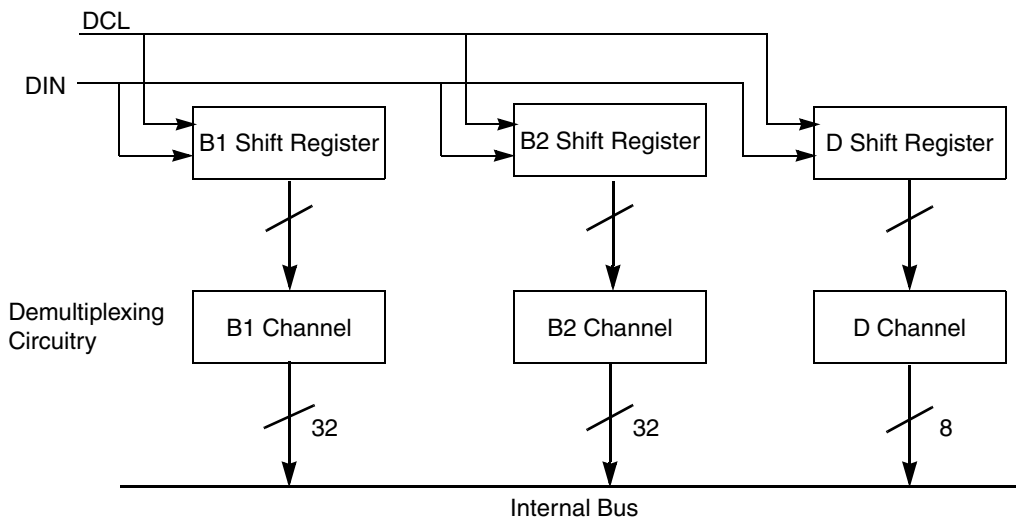 DCL
DIN
B1 Shift Register
B2 Shift Register
D Shift Register
Demultiplexing
Circuitry
B1 Channel
B2 Channel
D Channel
32
32
8
Internal Bus